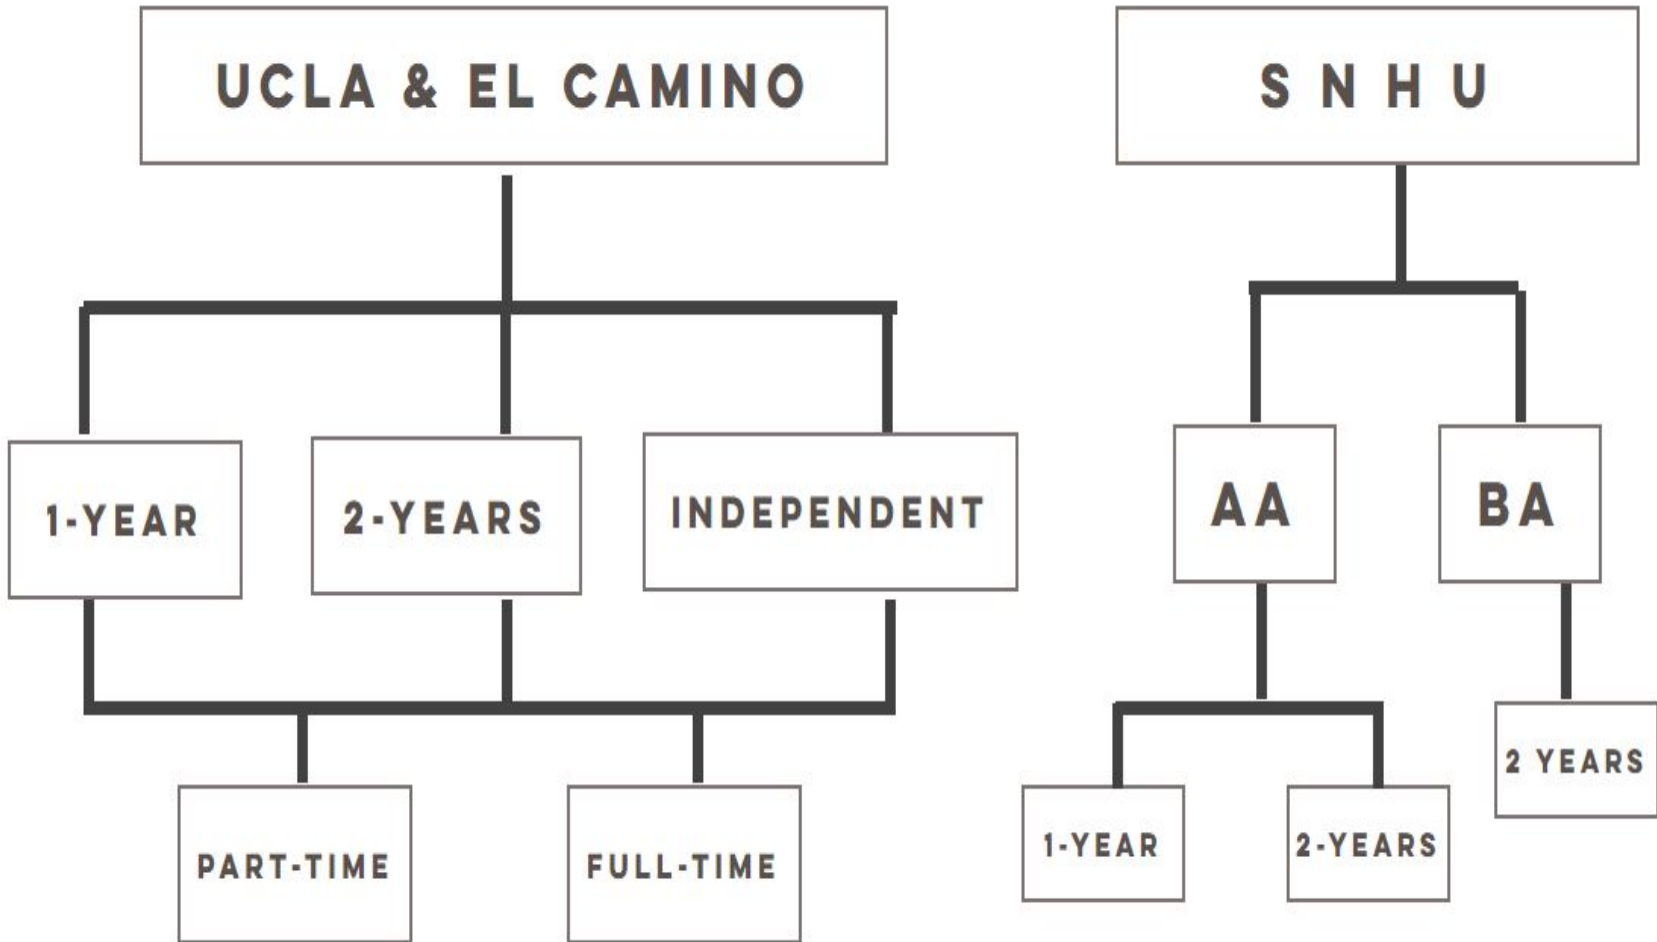 UCLA & EL CAMINO
S N H U
1-YEAR
2-YEARS
INDEPENDENT
AA
BA
PART-TIME
FULL-TIME
1-YEAR
2-YEARS
2 YEARS